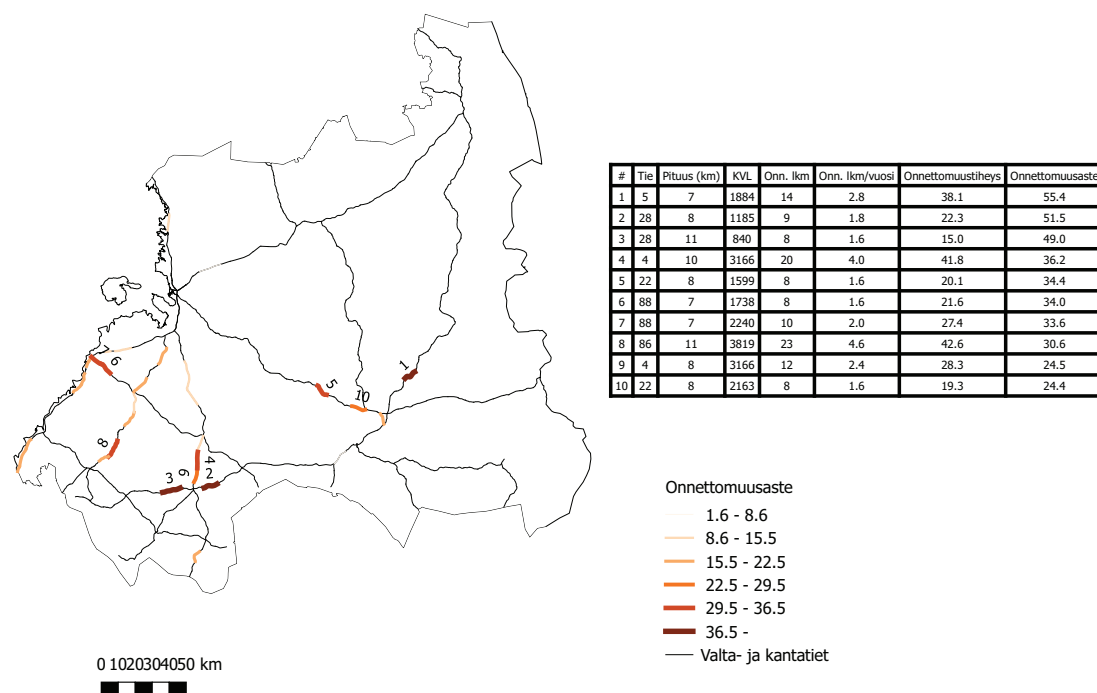 # Tie Pituus (km) KVL Onn. lkm Onn. lkm/vuosi Onnettomuustiheys Onnettomuusaste
1 5 7 1884 14 2.8 38.1 55.4
2 28 8 1185 9 1.8 22.3 51.5
3 28 11 840 8 1.6 15.0 49.0
4 4 10 3166 20 4.0 41.8 36.2
5 22 8 1599 8 1.6 20.1 34.4
6 88 7 1738 8 1.6 21.6 34.0
7 88 7 2240 10 2.0 27.4 33.6
8 86 11 3819 23 4.6 42.6 30.6
9 4 8 3166 12 2.4 28.3 24.5
10 22 8 2163 8 1.6 19.3 24.4
7
6
1
5
10
8
4
3
9
2
Onnettomuusaste
1.6 - 8.6
8.6 - 15.5
15.5 - 22.5
22.5 - 29.5
29.5 - 36.5
36.5 -
Valta- ja kantatiet
0 1020304050 km